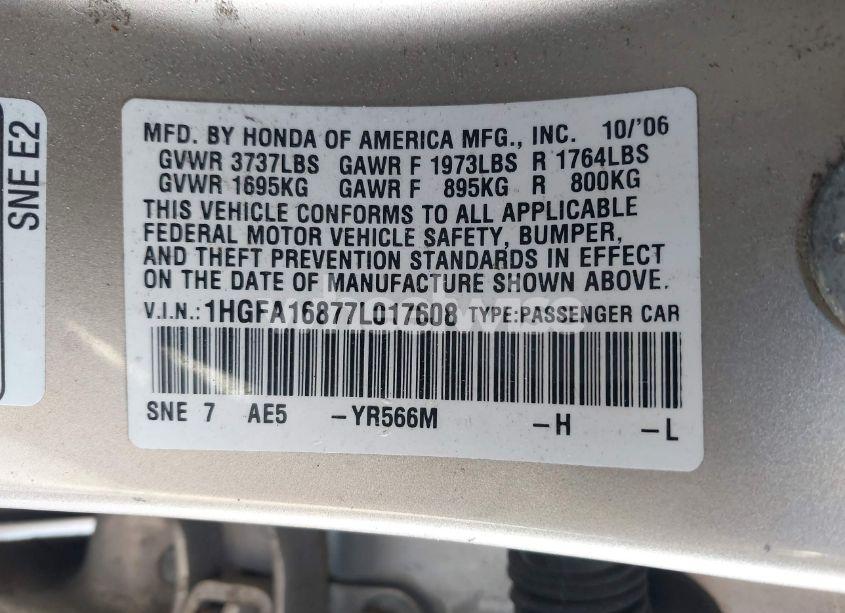 SNE E2
MFD. BY HONDA OF AMERICA MFG., INC. 10/'06
GVWR 3737LBS GAWR F 1973LBS R 1764LBS
GVWR 1695KG GAWR F 895KG R 800KG
THIS VEHICLE CONFORMS TO ALL APPLICABLE
FEDERAL MOTOR VEHICLE SAFETY, BUMPER,
AND THEFT PREVENTION STANDARDS IN EFFECT
ON THE DATE OF MANUFACTURE SHOWN ABOVE.
V.I.N.:1HGFA16877L017608 TYPE:PASSENGER CAR
SNE 7 AE5 -YR566M -H -L